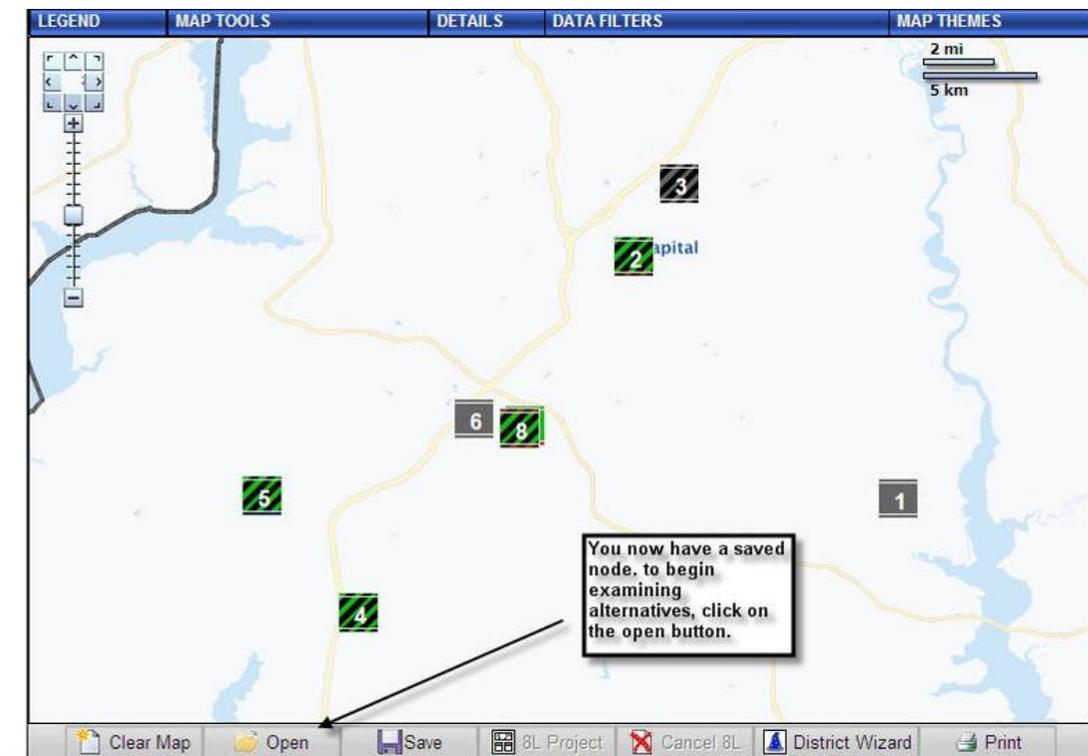 LEGEND MAP TOOLS DETAILS DATA FILTERS MAP THEMES
2 mi
5 km
3
2 apital
6
8
5
1
You now have a saved
node. to begin
examining
alternatives, click on
the open button.
4
Clear Map Open Save 8L Project Cancel 8L District Wizard Print